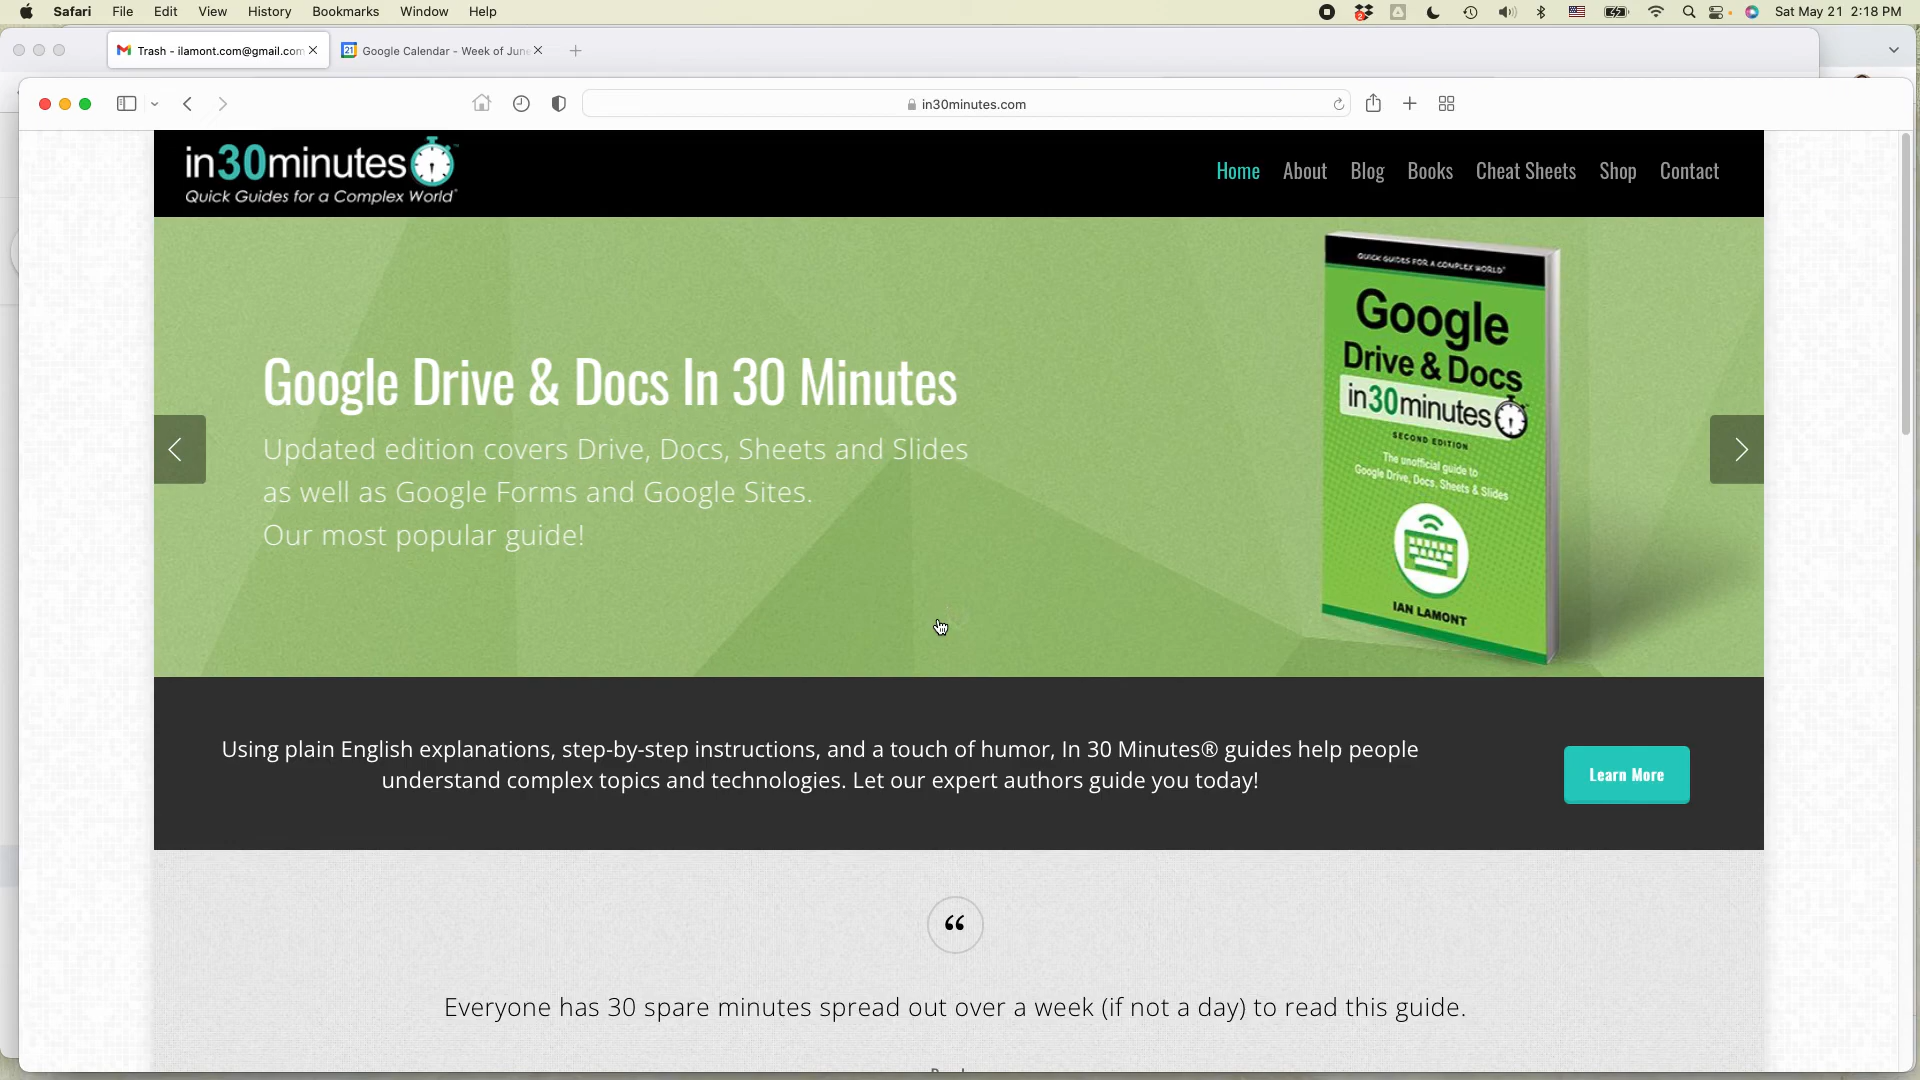 Safari File Edit View History Bookmarks Window Help
2
Sat May 21 2:18 PM
Trash - ilamont.com@gmail.com
21 Google Calendar - Week of June
in30minutes.com
in30minutes™
Quick Guides for a Complex World™
Home About Blog Books Cheat Sheets Shop Contact
QUICK GUIDES FOR A COMPLEX WORLD™
Google
Drive & Docs
in30minutes
SECOND EDITION
The unofficial guide to
Google Drive, Docs, Sheets & Slides
IAN LAMONT
Google Drive & Docs In 30 Minutes
Updated edition covers Drive, Docs, Sheets and Slides
as well as Google Forms and Google Sites.
Our most popular guide!
Using plain English explanations, step-by-step instructions, and a touch of humor, In 30 Minutes® guides help people
understand complex topics and technologies. Let our expert authors guide you today!
Learn More
“
Everyone has 30 spare minutes spread out over a week (if not a day) to read this guide.